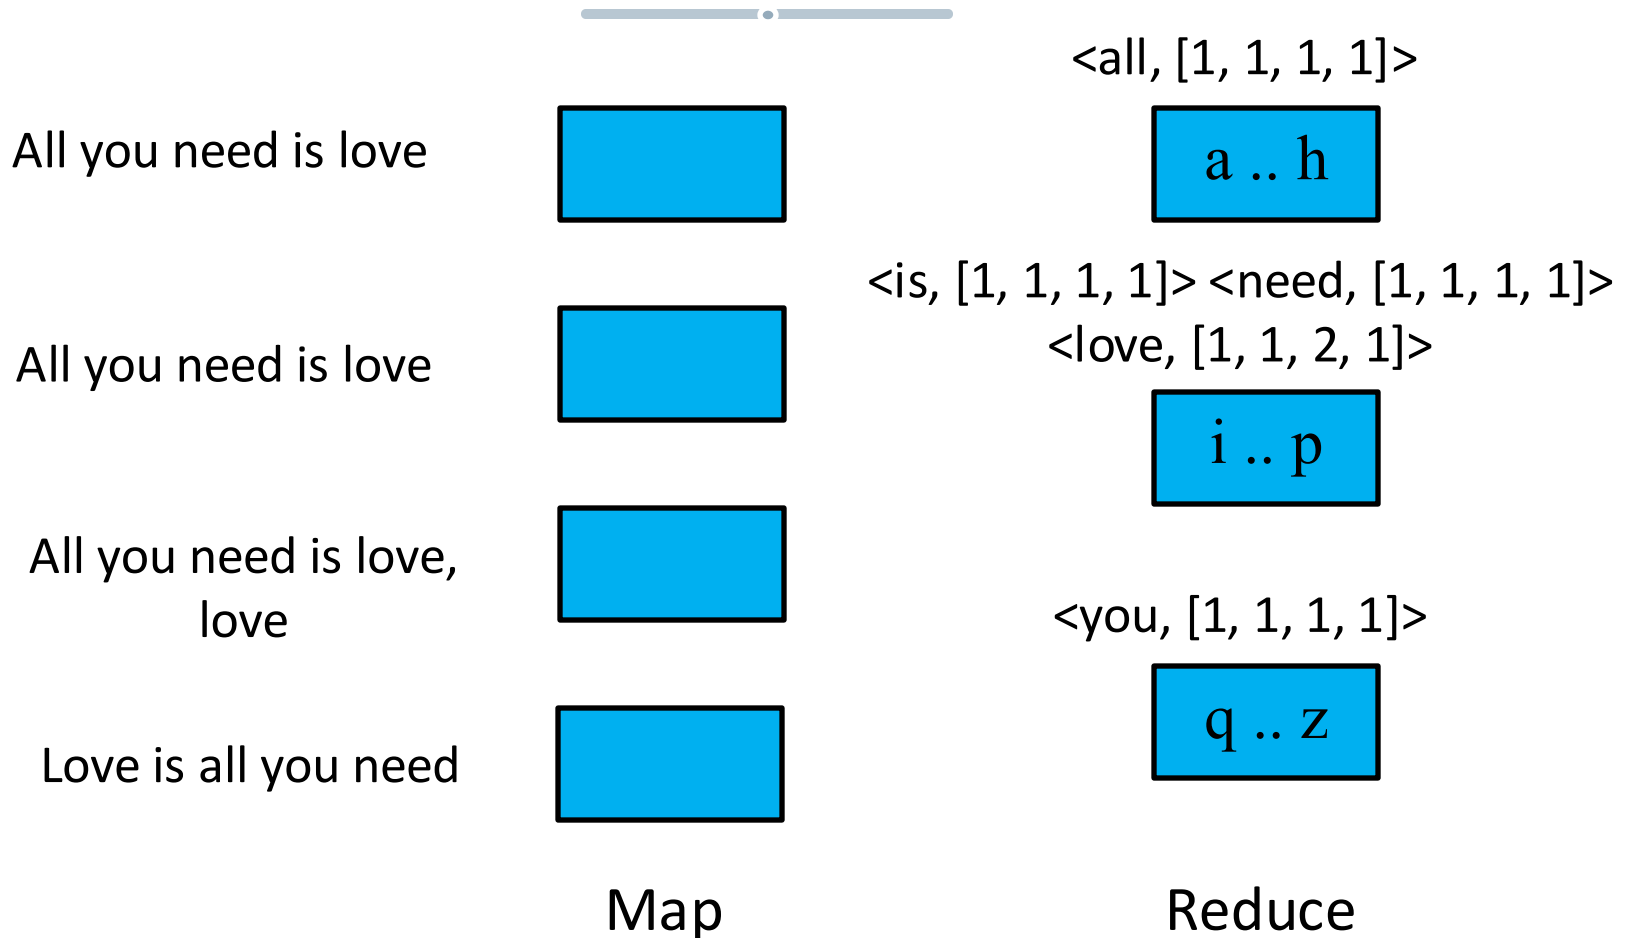 All you need is love
All you need is love
All you need is love,
love
Love is all you need
Map
<all, [1, 1, 1, 1]>
a .. h
<is, [1, 1, 1, 1]> <need, [1, 1, 1, 1]>
<love, [1, 1, 2, 1]>
i .. p
<you, [1, 1, 1, 1]>
q .. z
Reduce